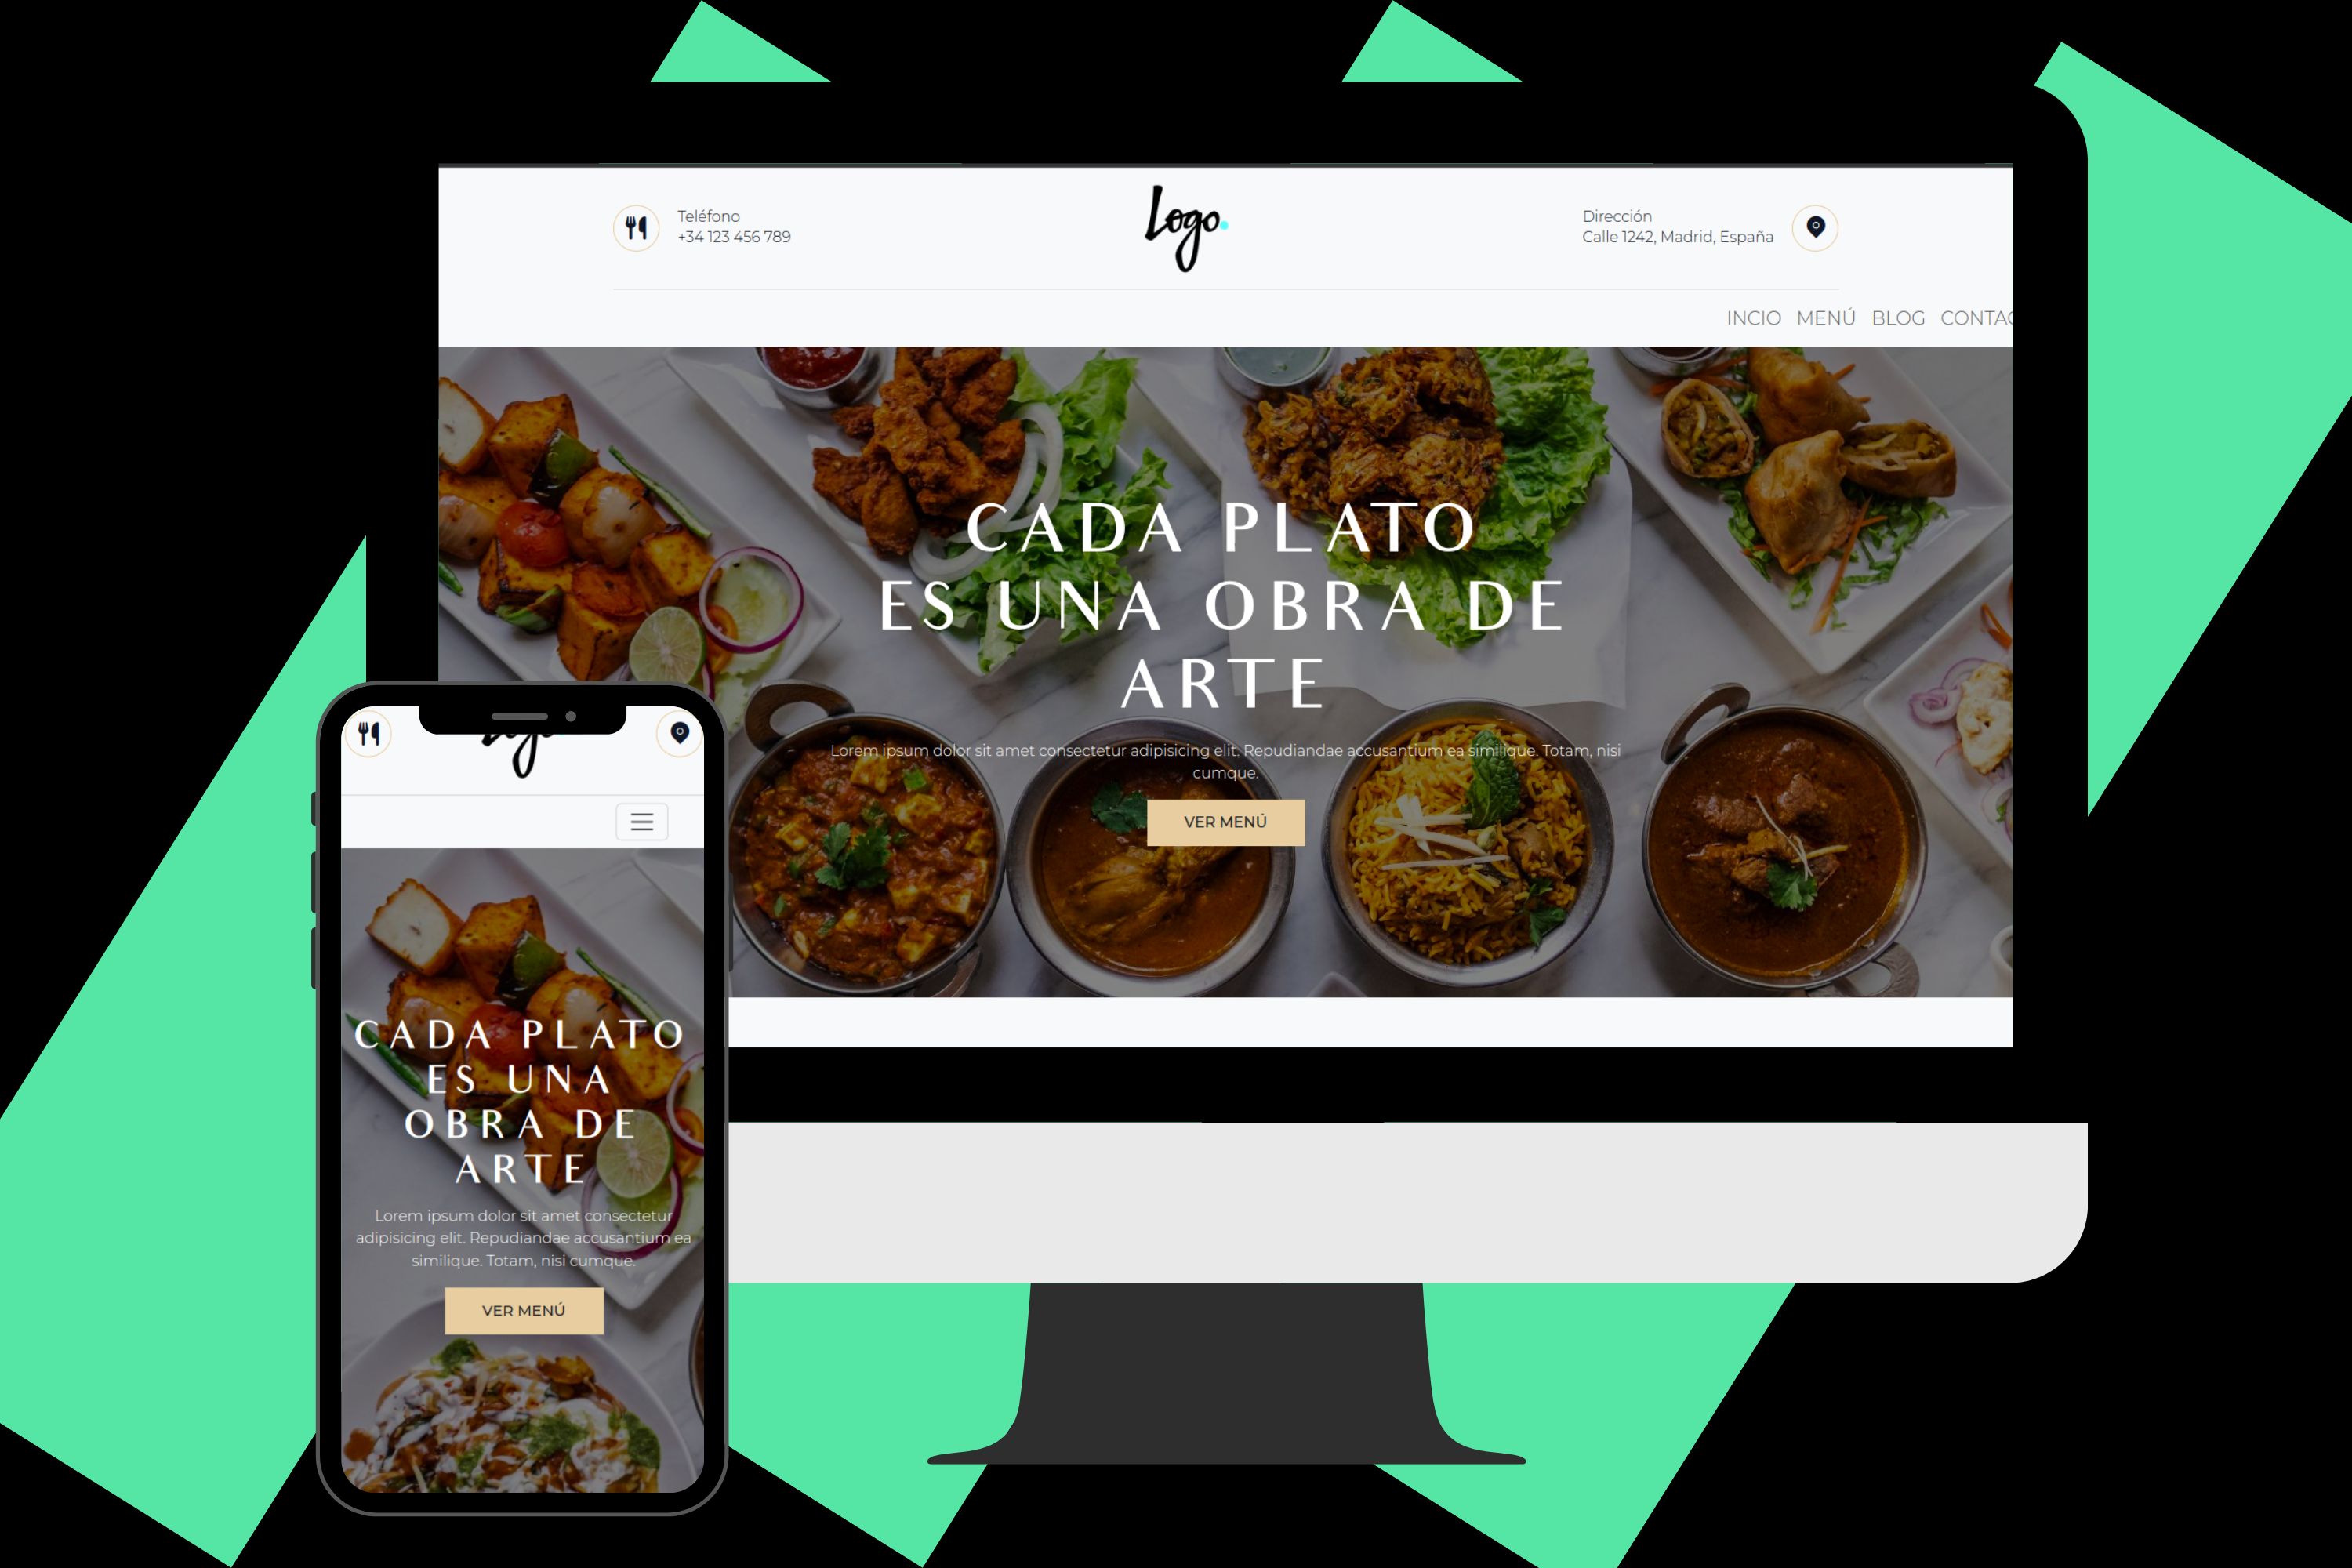 Teléfono
+34 123 456 789
Logo.
Dirección
Calle 1242, Madrid, España
INCIO MENÚ BLOG CONTAC
CADA PLATO
ES UNA OBRA DE
ARTE
Lorem ipsum dolor sit amet consectetur adipisicing elit. Repudiandae accusantium ea similique. Totam, nisi
cumque.
VER MENÚ
CADA PLATO
ES UNA
OBRA DE
ARTE
Lorem ipsum dolor sit amet consectetur
adipisicing elit. Repudiandae accusantium ea
similique. Totam, nisi cumque.
VER MENÚ